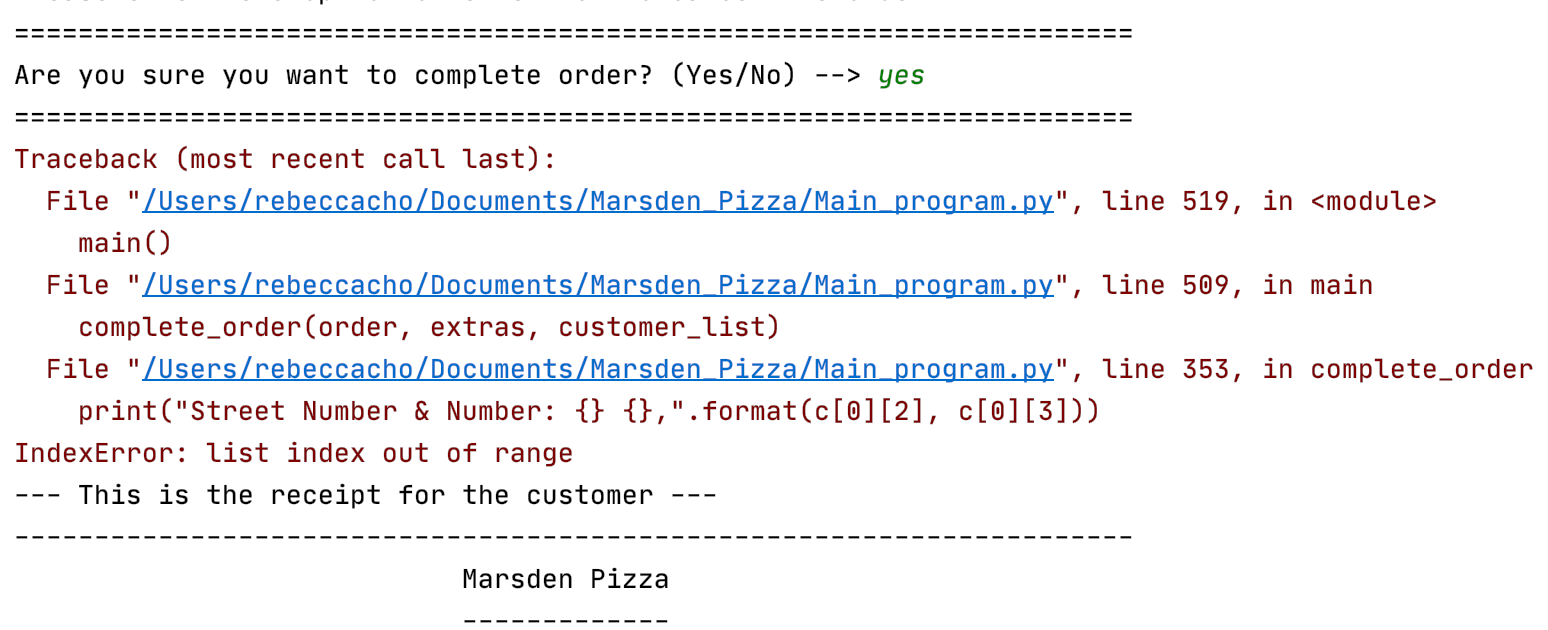 ====================================================================== 
Are you sure you want to complete order? (Yes/No) --> yes
======================================================================
Traceback (most recent call last):
  File "/Users/rebeccacho/Documents/Marsden_Pizza/Main_program.py", line 519, in <module>
    main()
  File "/Users/rebeccacho/Documents/Marsden_Pizza/Main_program.py", line 509, in main
    complete_order(order, extras, customer_list)
  File "/Users/rebeccacho/Documents/Marsden_Pizza/Main_program.py", line 353, in complete_order
    print("Street Number & Number: {} {},".format(c[0][2], c[0][3]))
IndexError: list index out of range
--- This is the receipt for the customer ---
----------------------------------------------------------------------
                            Marsden Pizza
                            -------------